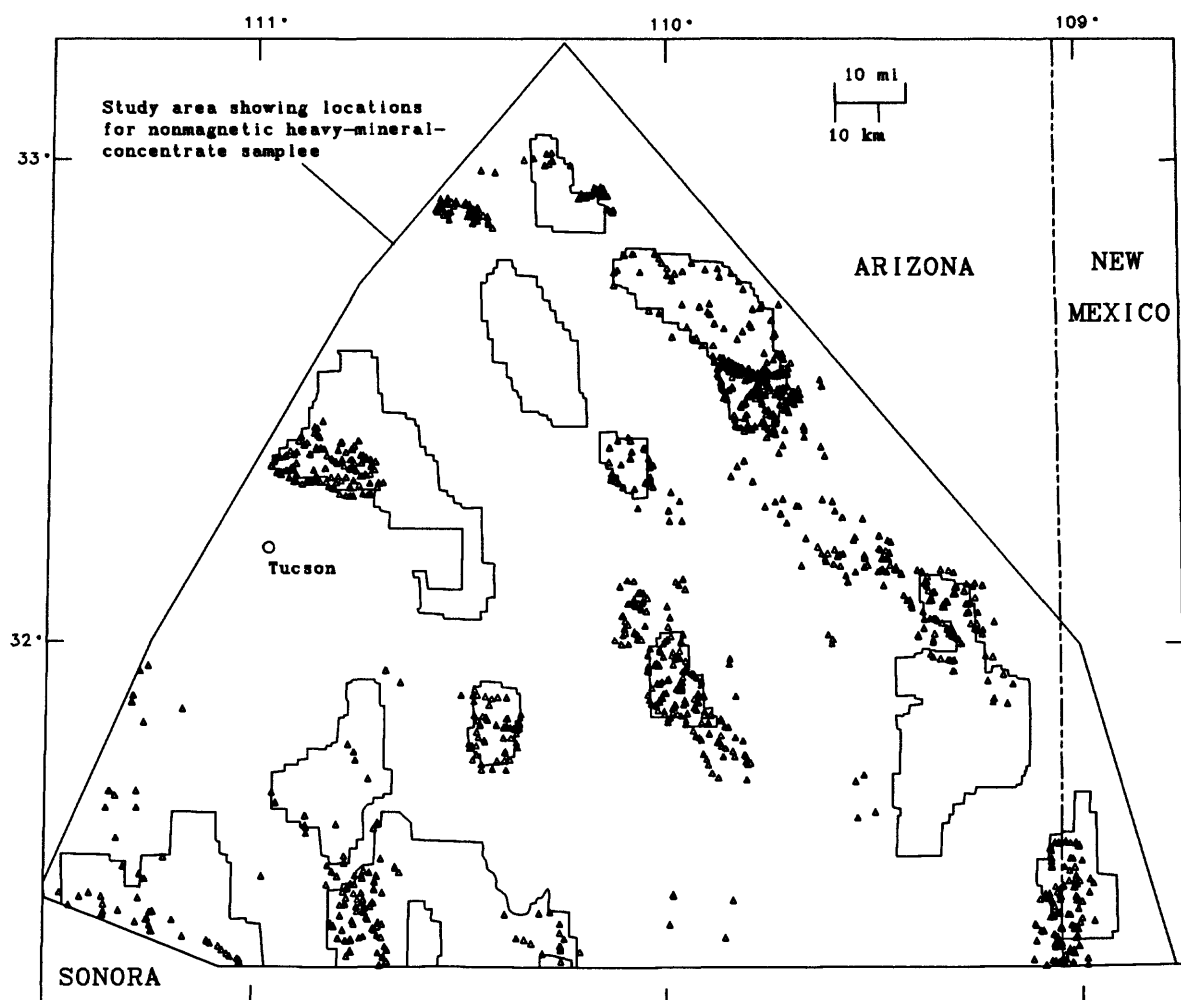 111°
110°
109°
10 mi
10 km
Study area showing locations
for nonmagnetic heavy-mineral-
concentrate samplee
33°
ARIZONA
NEW
MEXICO
Tucson
32°
SONORA